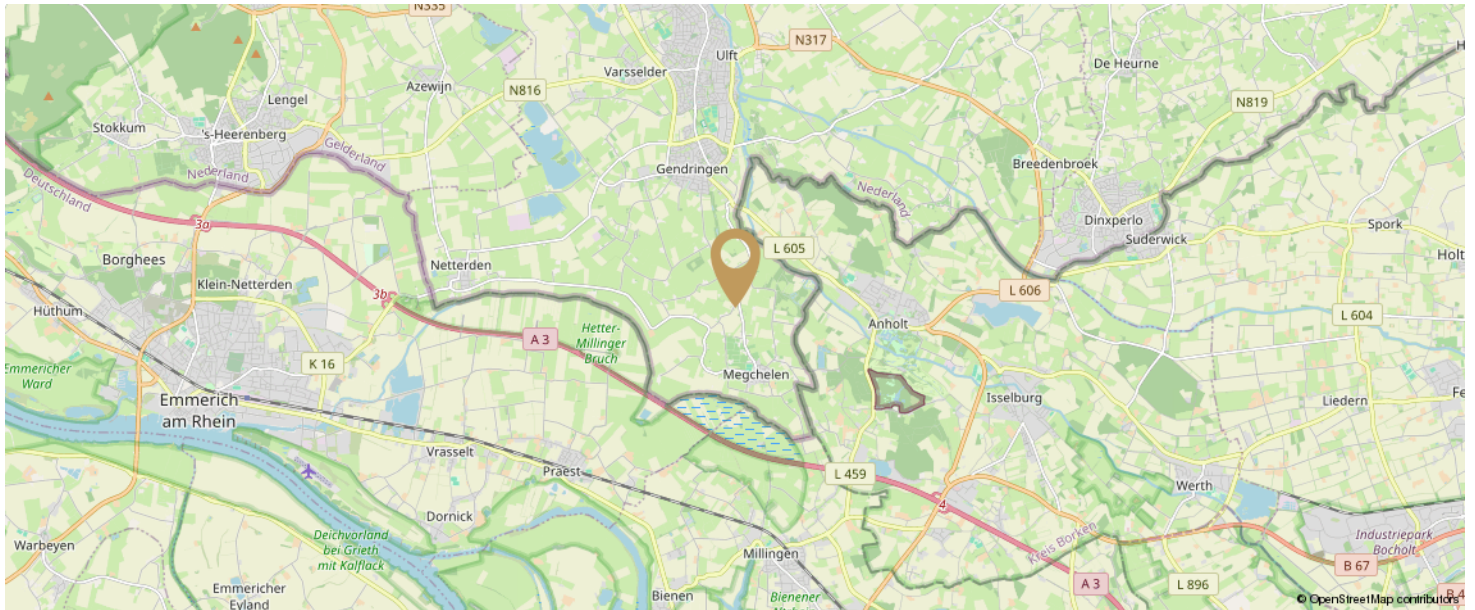 N335
N317
Ulft
Varsselder
De Heurne
Azewijn
N816
Lengel
N819
Stokkum
's-Heerenberg
Gelderland
Nederland
Deutschland
Gendringen
Breedenbroek
Nederland
Dinxperlo
3a
L 605
Suderwick
Spork
Borghees
Netterden
Klein-Netterden
3b
L 606
Hüthum
L 604
Anholt
Hetter-
Millinger
Bruch
A 3
K 16
Emmericher
Ward
Megchelen
Emmerich
am Rhein
Isselburg
Liedern
Vrasselt
Praest
L 459
Werth
4
Dornick
Deichvorland
bei Grieth
mit Kalflack
Kreis Borken
Industriepark
Bocholt
Warbeyen
Millingen
B 67
Emmericher
Eyland
Bienen
Bienener
A 3
L 896
© OpenStreetMap contributors